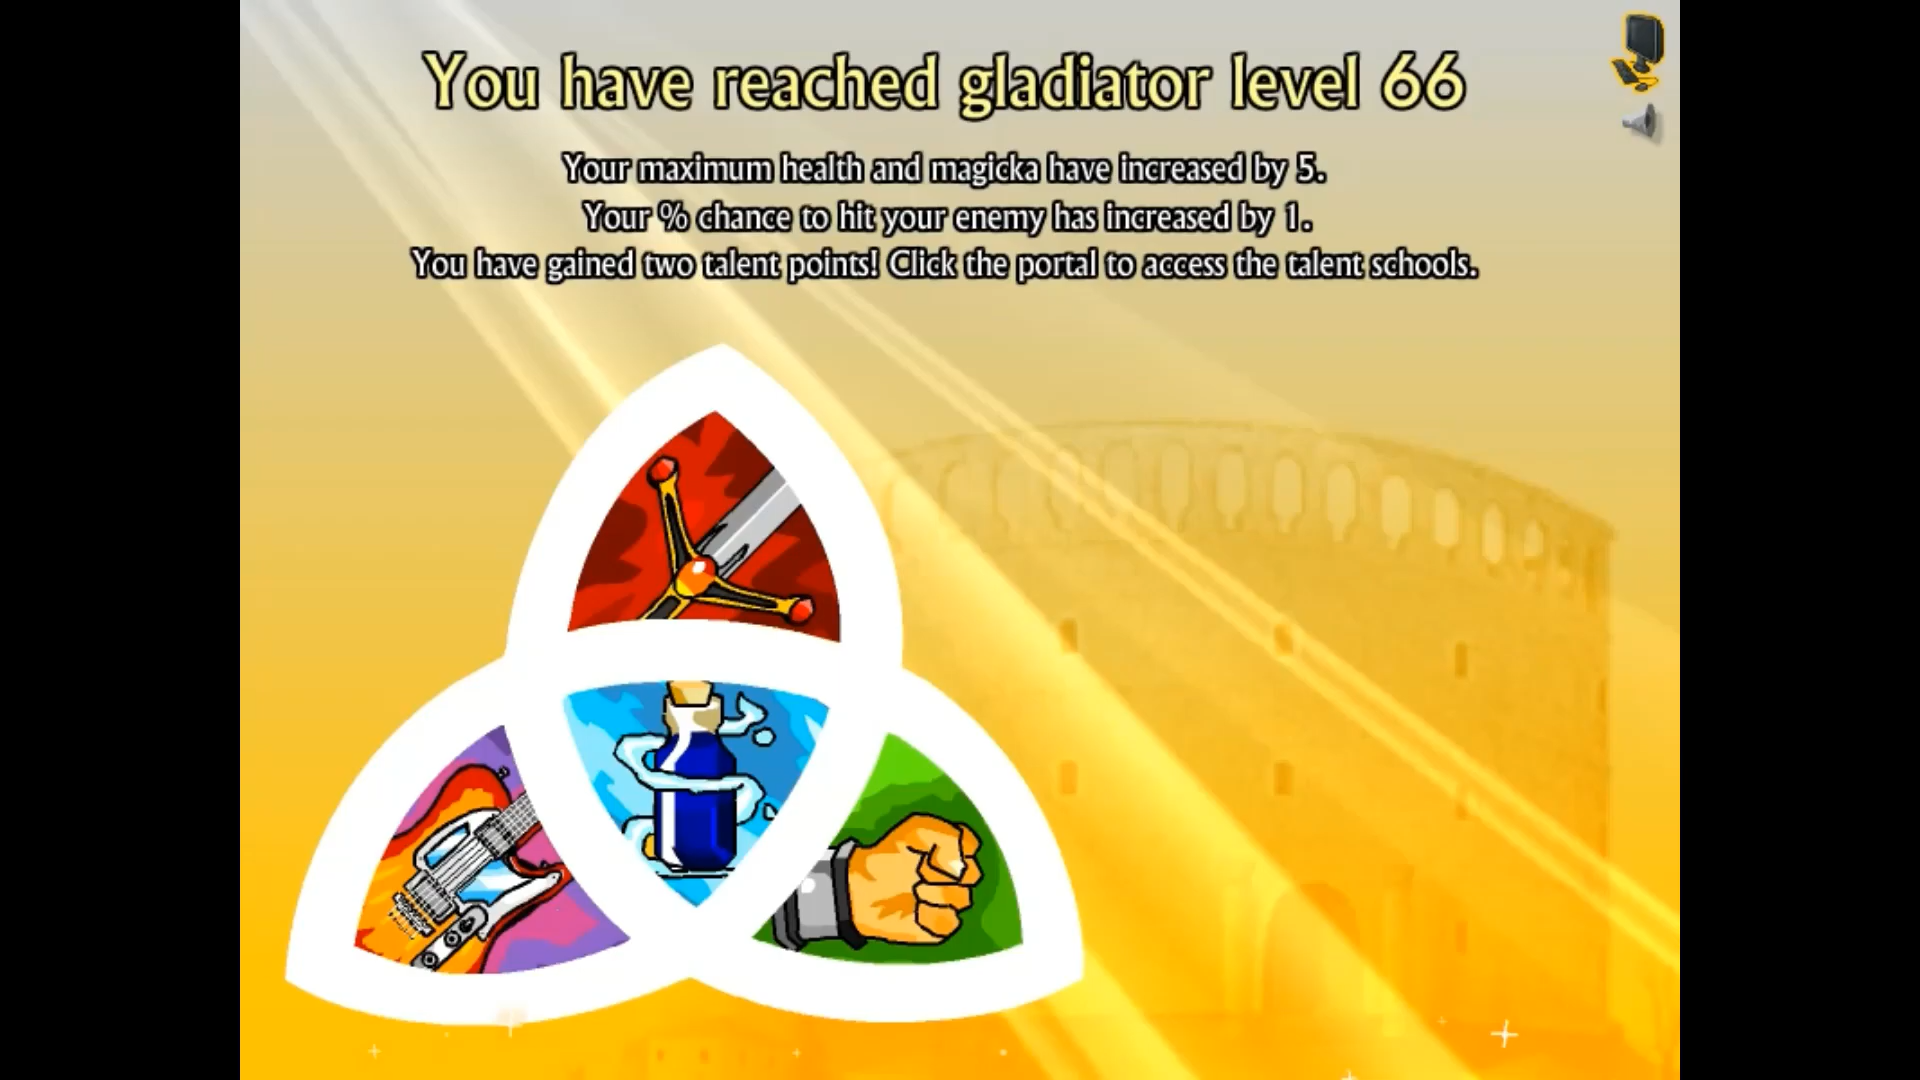 You have reached gladiator level 66
Your maximum health and magicka have increased by 5.
Your % chance to hit your enemy has increased by 1.
You have gained two talent points! Click the portal to access the talent schools.